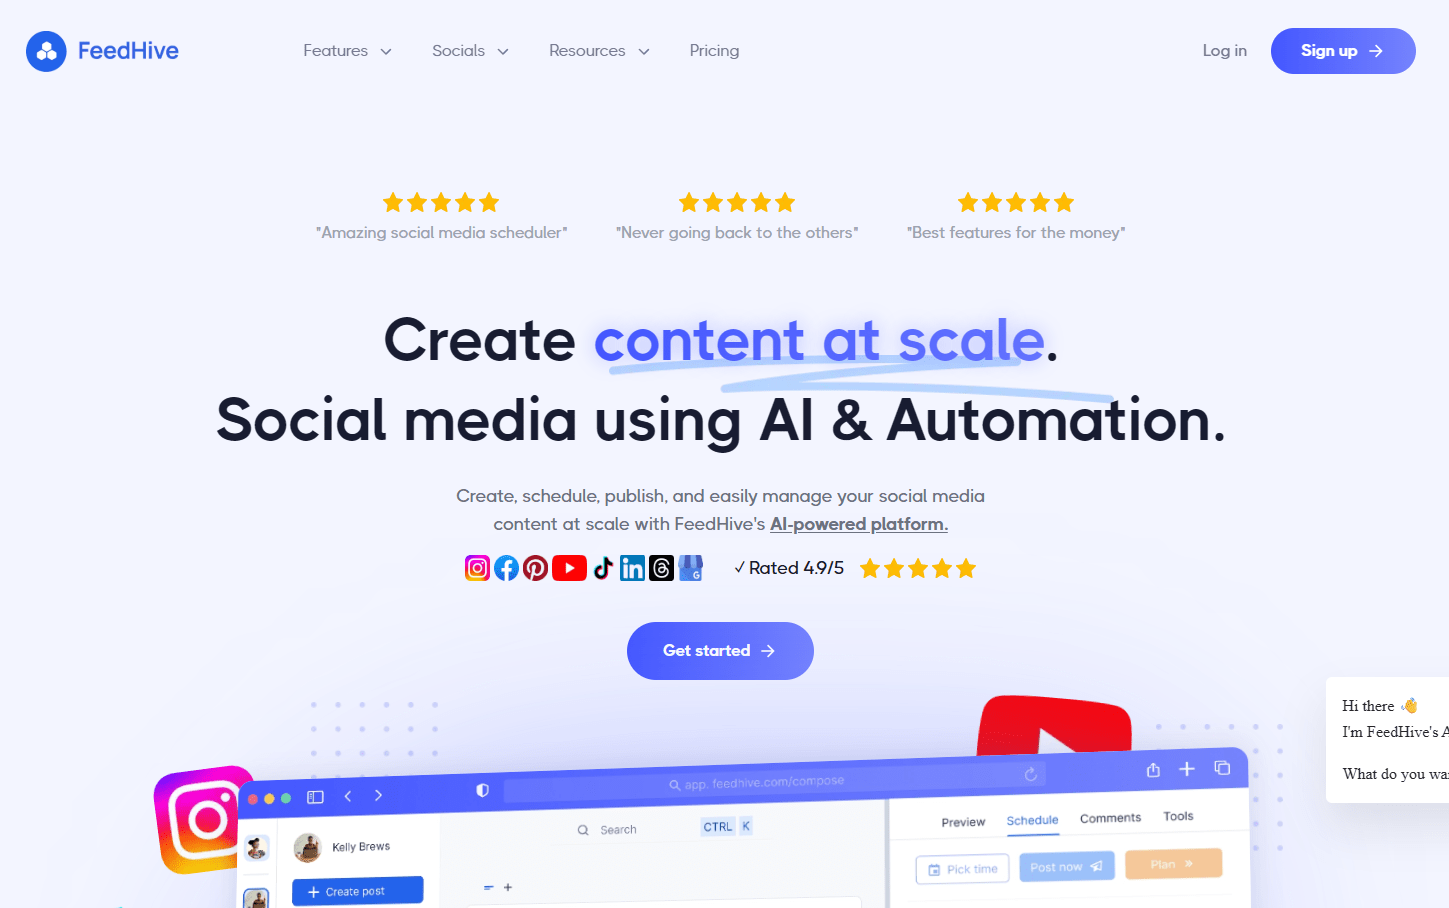 FeedHive
Features
Socials
Resources
Pricing
Log in
Sign up
"Amazing social media scheduler"
"Never going back to the others"
"Best features for the money"
Create content at scale.
Social media using AI & Automation.
Create, schedule, publish, and easily manage your social media
content at scale with FeedHive's AI-powered platform.
✓ Rated 4.9/5
Get started
Hi there 👋
I'm FeedHive's A
What do you wa
app. feedhive.com/compose
Kelly Brews
Create post
Search
CTRL K
Preview
Schedule
Comments
Tools
Pick time
Post now
Plan